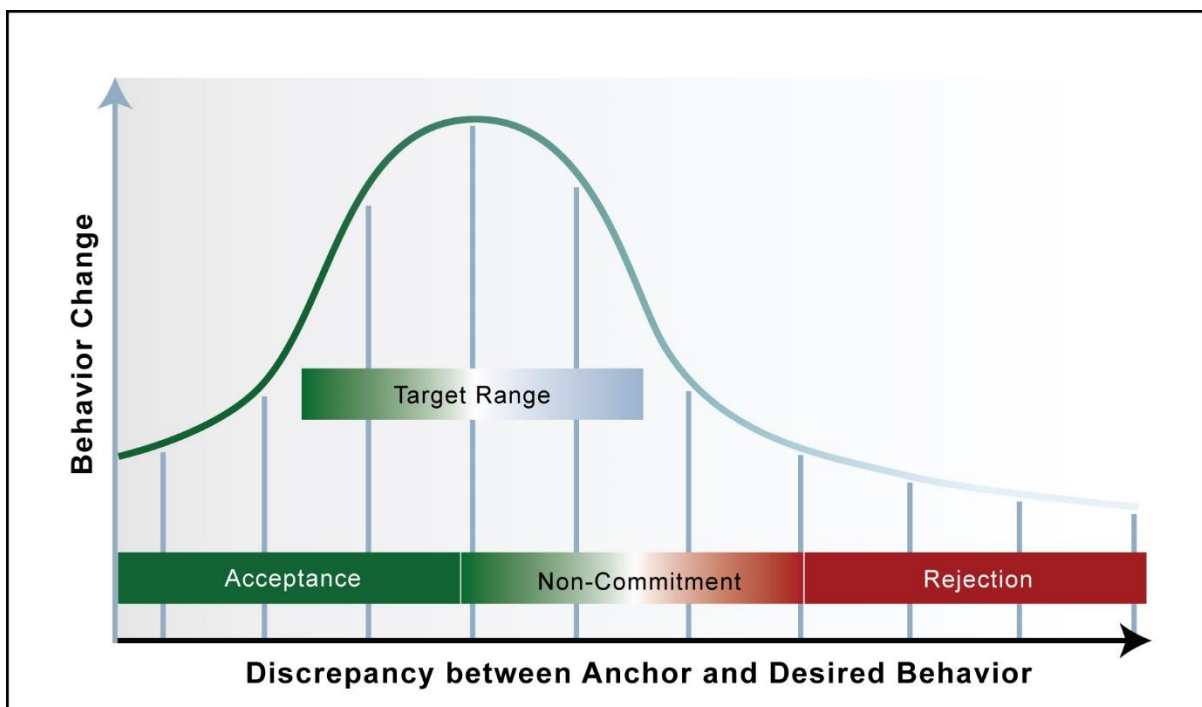 Behavior Change
Target Range
Acceptance
Non-Commitment
Rejection
Discrepancy between Anchor and Desired Behavior